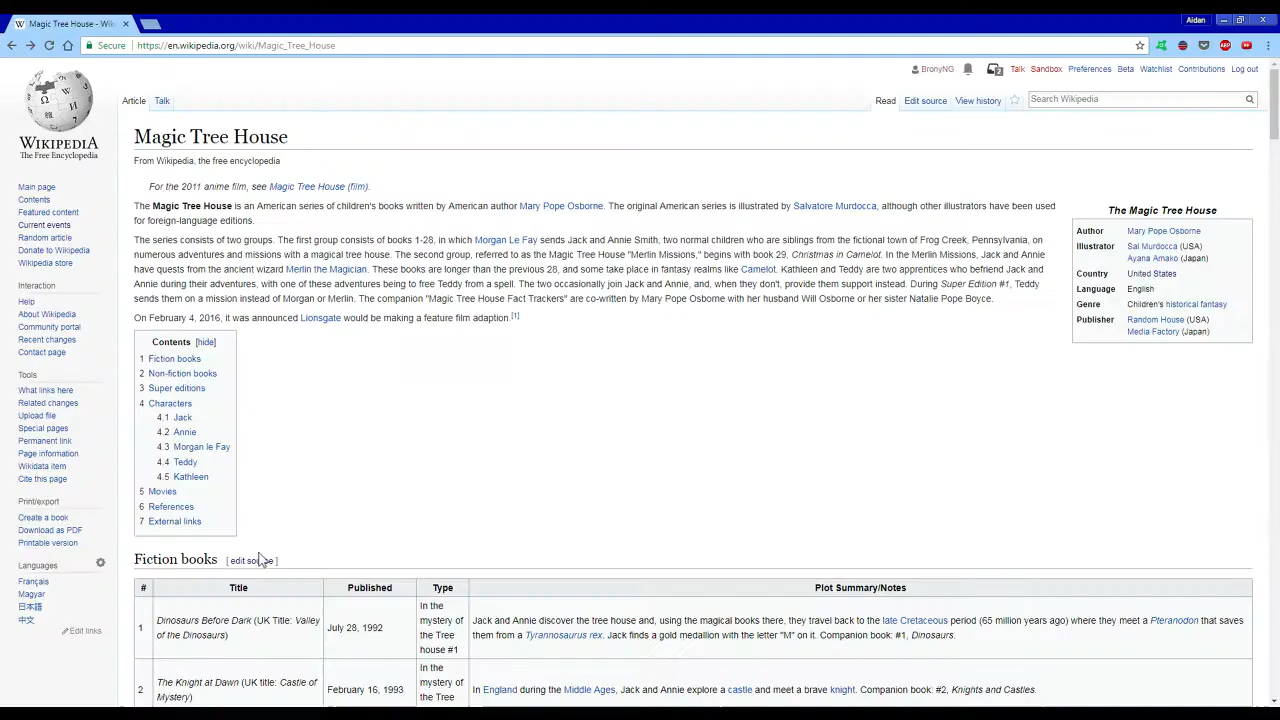 Magic Tree House - Wiki
Aidan
Secure
https://en.wikipedia.org/wiki/Magic_Tree_House
BronyNG
2
Talk
Sandbox
Preferences
Beta
Watchlist
Contributions
Log out
Article
Talk
Read
Edit source
View history
Search Wikipedia
WIKIPEDIA
The Free Encyclopedia
Main page
Contents
Featured content
Current events
Random article
Donate to Wikipedia
Wikipedia store
Interaction
Help
About Wikipedia
Community portal
Recent changes
Contact page
Tools
What links here
Related changes
Upload file
Special pages
Permanent link
Page information
Wikidata item
Cite this page
Print/export
Create a book
Download as PDF
Printable version
Languages
Français
Magyar
日本語
中文
Edit links
Magic Tree House
From Wikipedia, the free encyclopedia
For the 2011 anime film, see Magic Tree House (film).
The Magic Tree House is an American series of children's books written by American author Mary Pope Osborne. The original American series is illustrated by Salvatore Murdocca, although other illustrators have been used
for foreign-language editions.
The series consists of two groups. The first group consists of books 1-28, in which Morgan Le Fay sends Jack and Annie Smith, two normal children who are siblings from the fictional town of Frog Creek, Pennsylvania, on
numerous adventures and missions with a magical tree house. The second group, referred to as the Magic Tree House "Merlin Missions," begins with book 29, Christmas in Camelot. In the Merlin Missions, Jack and Annie
have quests from the ancient wizard Merlin the Magician. These books are longer than the previous 28, and some take place in fantasy realms like Camelot. Kathleen and Teddy are two apprentices who befriend Jack and
Annie during their adventures, with one of these adventures being to free Teddy from a spell. The two occasionally join Jack and Annie, and, when they don't, provide them support instead. During Super Edition #1, Teddy
sends them on a mission instead of Morgan or Merlin. The companion "Magic Tree House Fact Trackers" are co-written by Mary Pope Osborne with her husband Will Osborne or her sister Natalie Pope Boyce.
On February 4, 2016, it was announced Lionsgate would be making a feature film adaption.[1]
The Magic Tree House
Author Mary Pope Osborne
Illustrator Sal Murdocca (USA)
Ayana Amako (Japan)
Country United States
Language English
Genre Children's historical fantasy
Publisher Random House (USA)
Media Factory (Japan)
Contents [hide]
1 Fiction books
2 Non-fiction books
3 Super editions
4 Characters
4.1 Jack
4.2 Annie
4.3 Morgan le Fay
4.4 Teddy
4.5 Kathleen
5 Movies
6 References
7 External links
Fiction books [ edit source ]
# Title Published Type Plot Summary/Notes
1 Dinosaurs Before Dark (UK Title: Valley
of the Dinosaurs)
July 28, 1992
In the
mystery of
the Tree
house #1
Jack and Annie discover the tree house and, using the magical books there, they travel back to the late Cretaceous period (65 million years ago) where they meet a Pteranodon that saves
them from a Tyrannosaurus rex. Jack finds a gold medallion with the letter "M" on it. Companion book: #1, Dinosaurs.
2 The Knight at Dawn (UK title: Castle of
Mystery)
February 16, 1993
In the
mystery of
the Tree
In England during the Middle Ages, Jack and Annie explore a castle and meet a brave knight. Companion book: #2, Knights and Castles.